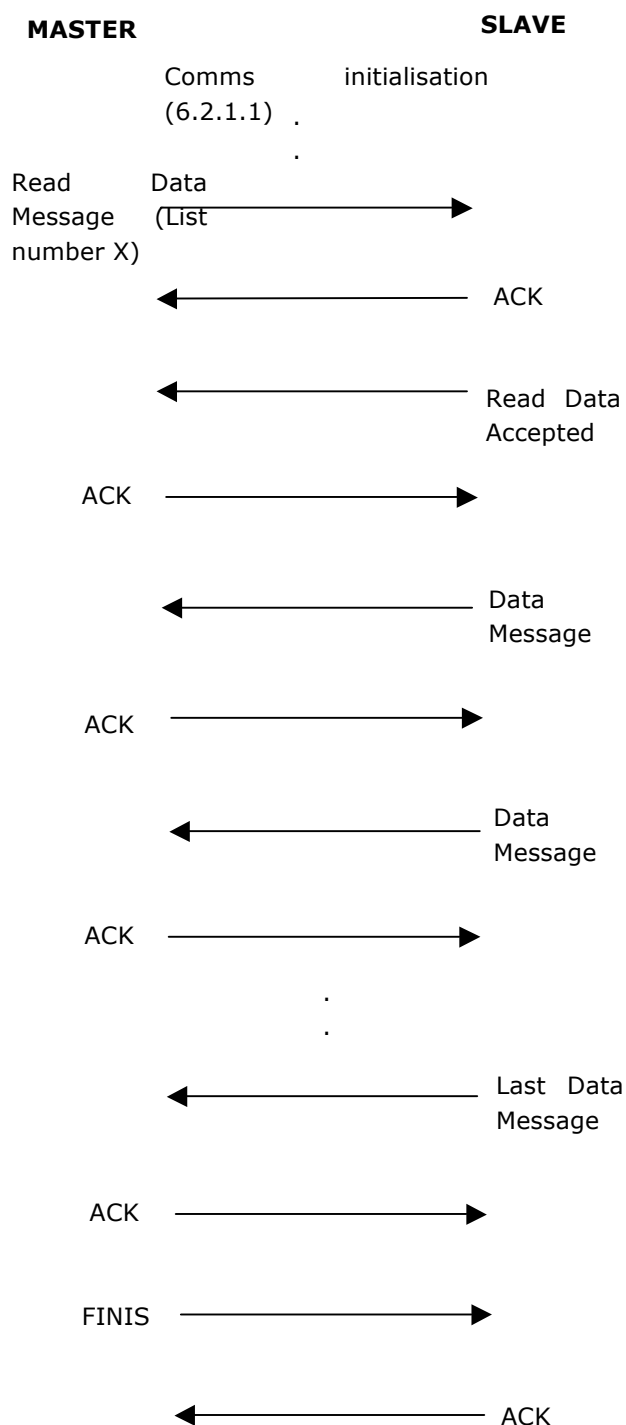 MASTER
SLAVE
Comms initialisation
(6.2.1.1)
.
.
Read Data
Message (List
number X)
ACK
Read Data
Accepted
ACK
Data
Message
ACK
Data
Message
ACK
.
.
Last Data
Message
ACK
FINIS
ACK